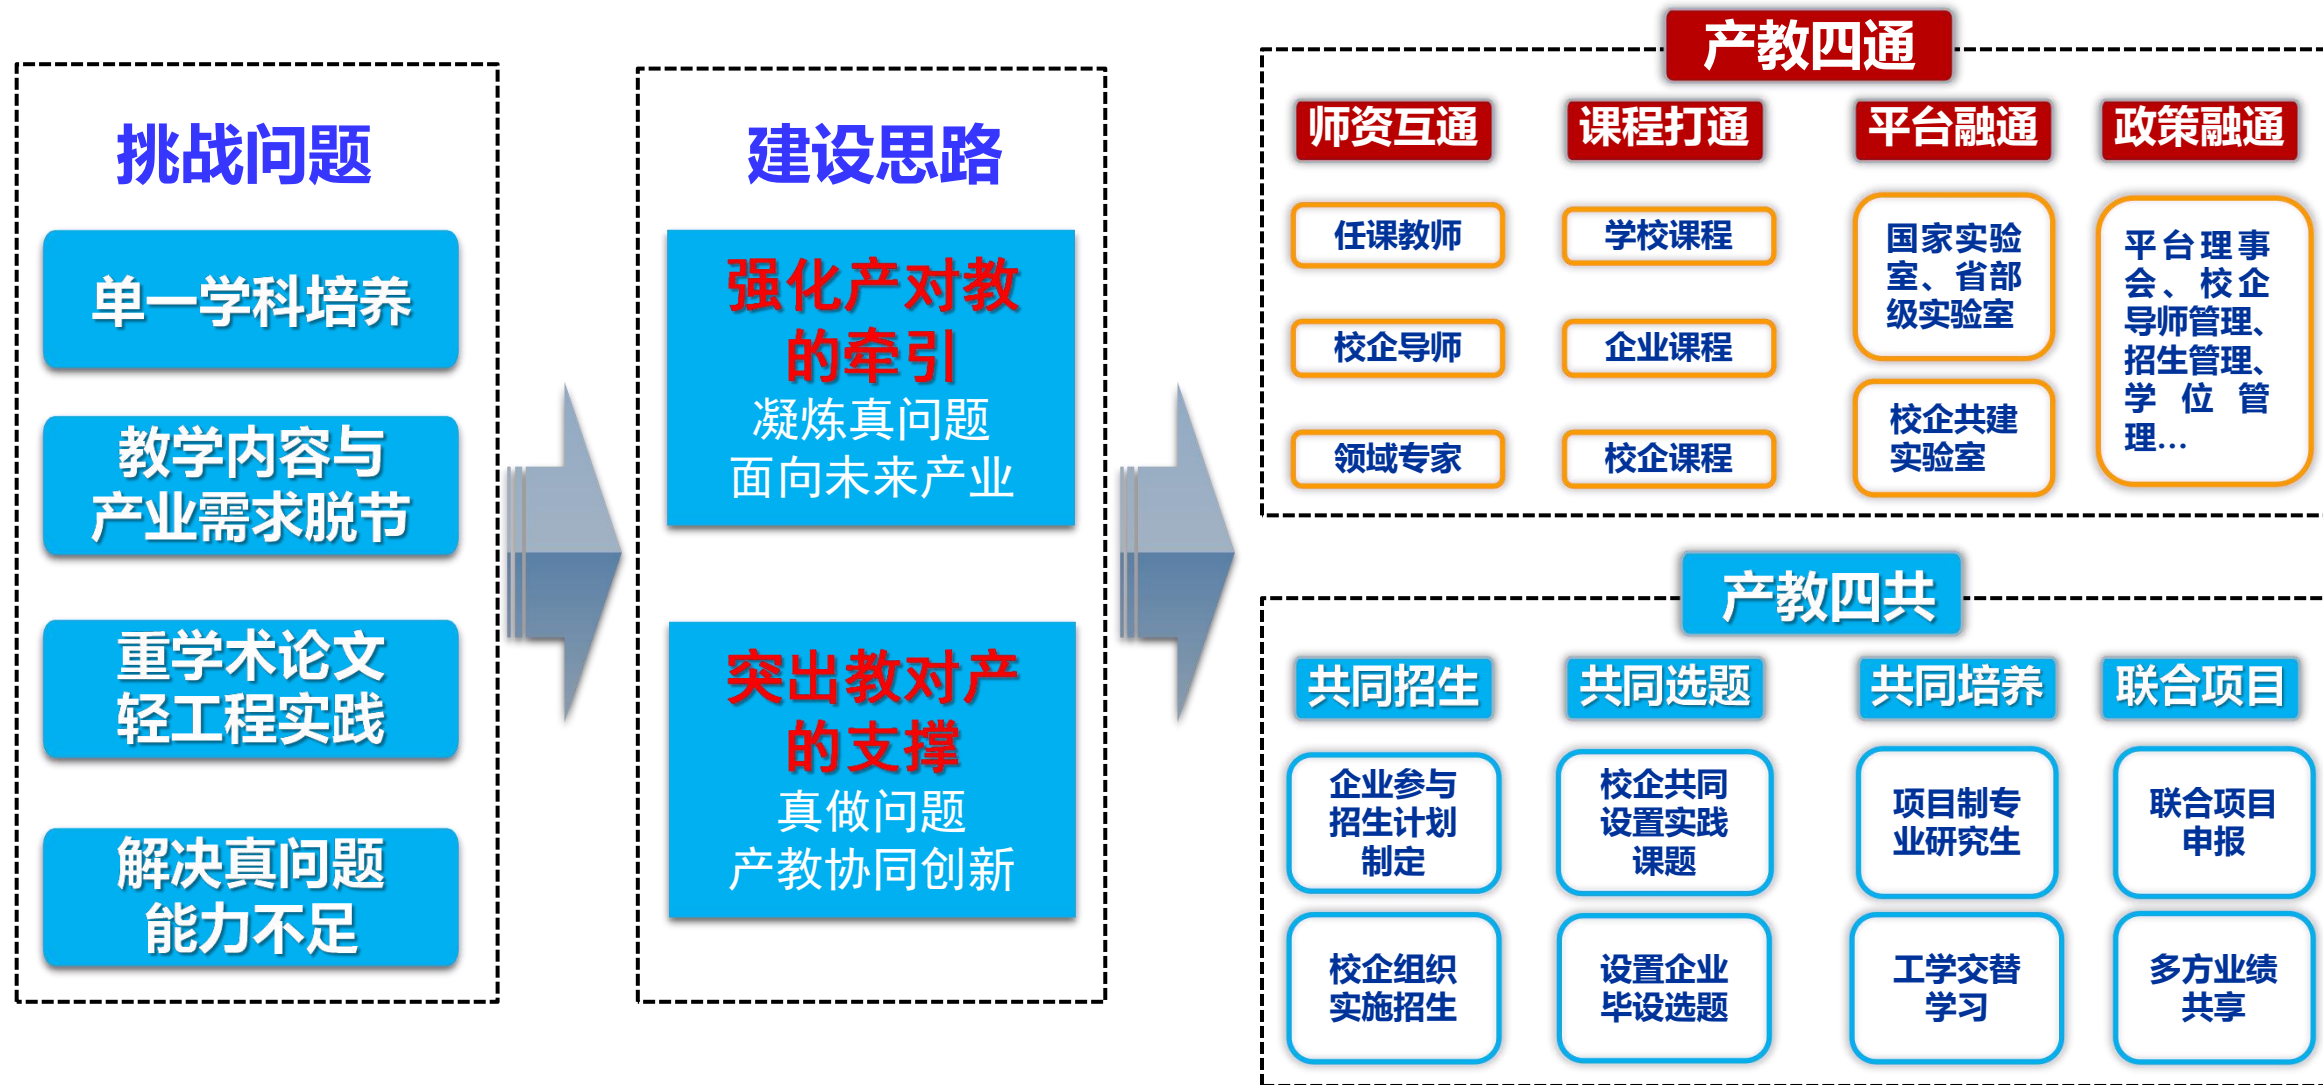 挑战问题
单一学科培养
教学内容与
产业需求脱节
重学术论文
轻工程实践
解决真问题
能力不足
建设思路
强化产对教
的牵引
凝炼真问题
面向未来产业
突出教对产
的支撑
真做问题
产教协同创新
产教四通
师资互通
任课教师
校企导师
领域专家
课程打通
学校课程
企业课程
校企课程
平台融通
国家实验
室、省部
级实验室
校企共建
实验室
政策融通
平台理事
会、校企
导师管理、
招生管理、
学位管
理...
产教四共
共同招生
企业参与
招生计划
制定
校企组织
实施招生
共同选题
校企共同
设置实践
课题
设置企业
毕设选题
共同培养
项目制专
业研究生
工学交替
学习
联合项目
联合项目
申报
多方业绩
共享